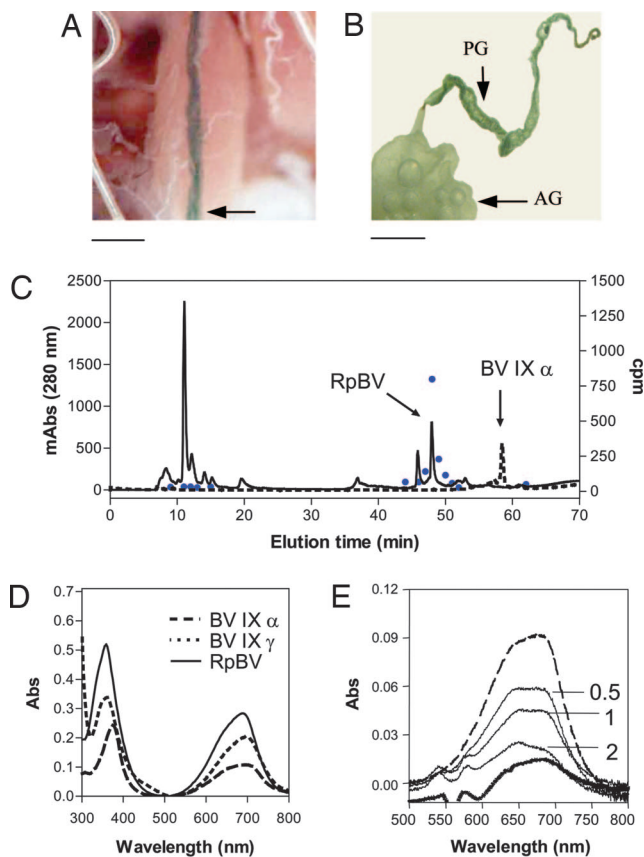 A
B
PG
AG
C
2500
2000
1500
1000
500
0
mAbs (280 nm)
RpBV
BV IX α
1500
1250
1000
750
500
250
0
cpm
0 10 20 30 40 50 60 70
Elution time (min)
D
0.7
0.6
0.5
0.4
0.3
0.2
0.1
0.0
Abs
BV IX α
BV IX γ
RpBV
300 400 500 600 700 800
Wavelength (nm)
E
0.12
0.09
0.06
0.03
0.00
Abs
0.5
1
2
500 550 600 650 700 750 800
Wavelength (nm)